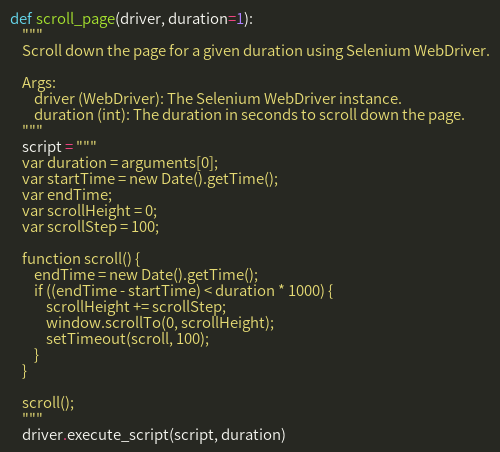 def scroll_page(driver, duration=1):
    """
    Scroll down the page for a given duration using Selenium WebDriver.

    Args:
        driver (WebDriver): The Selenium WebDriver instance.
        duration (int): The duration in seconds to scroll down the page.
    """
    script = """
    var duration = arguments[0];
    var startTime = new Date().getTime();
    var endTime;
    var scrollHeight = 0;
    var scrollStep = 100;

    function scroll() {
        endTime = new Date().getTime();
        if ((endTime - startTime) < duration * 1000) {
            scrollHeight += scrollStep;
            window.scrollTo(0, scrollHeight);
            setTimeout(scroll, 100);
        }
    }

    scroll();
    """
    driver.execute_script(script, duration)